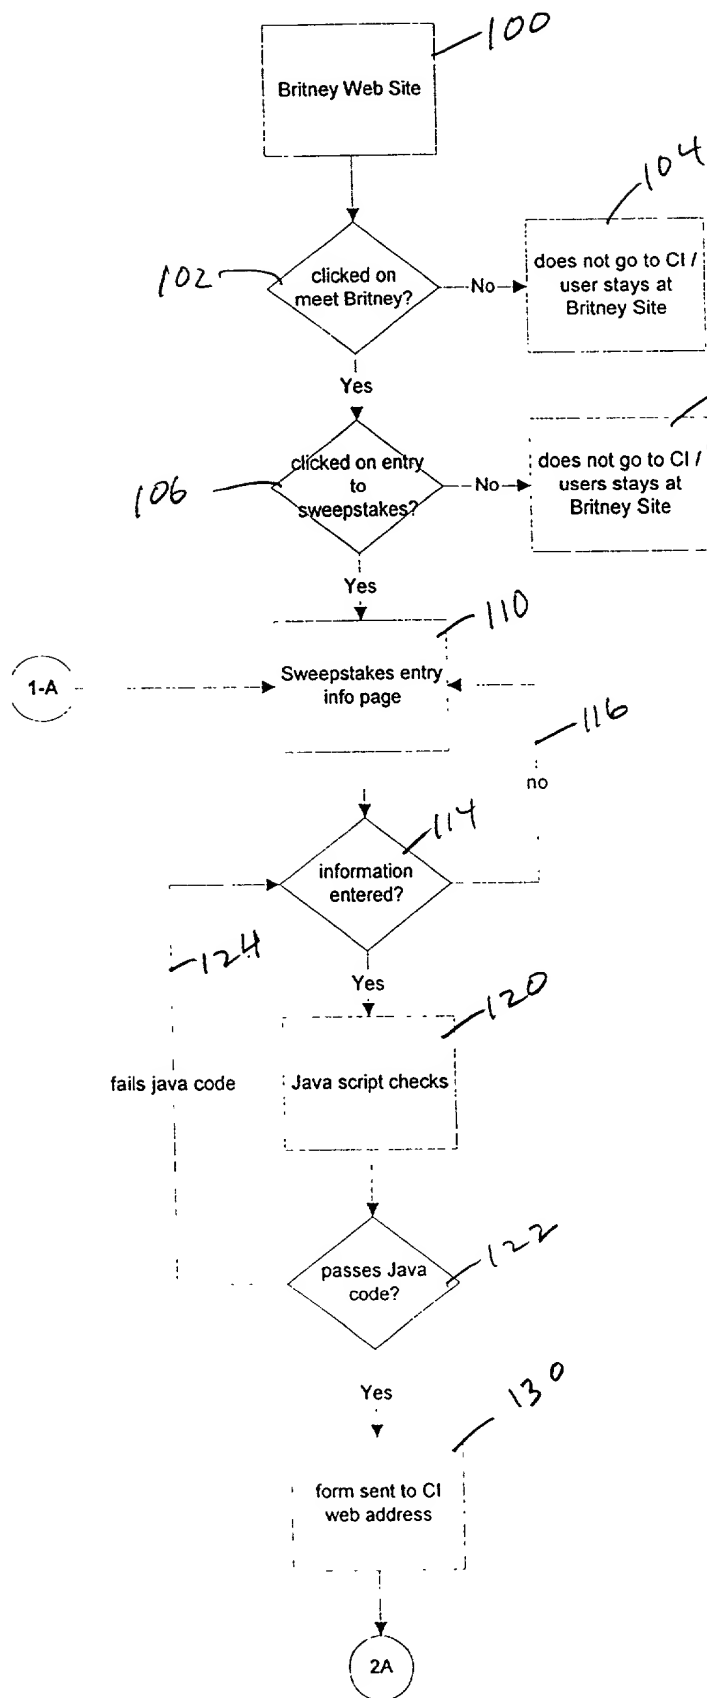 100
Britney Web Site
104
102
clicked on
meet Britney?
No
does not go to CI /
user stays at
Britney Site
Yes
106
clicked on entry
to
sweepstakes?
No
does not go to CI /
users stays at
Britney Site
Yes
110
1-A
Sweepstakes entry
info page
116
no
114
information
entered?
124
Yes
120
fails java code
Java script checks
122
passes Java
code?
Yes
130
form sent to CI
web address
2A